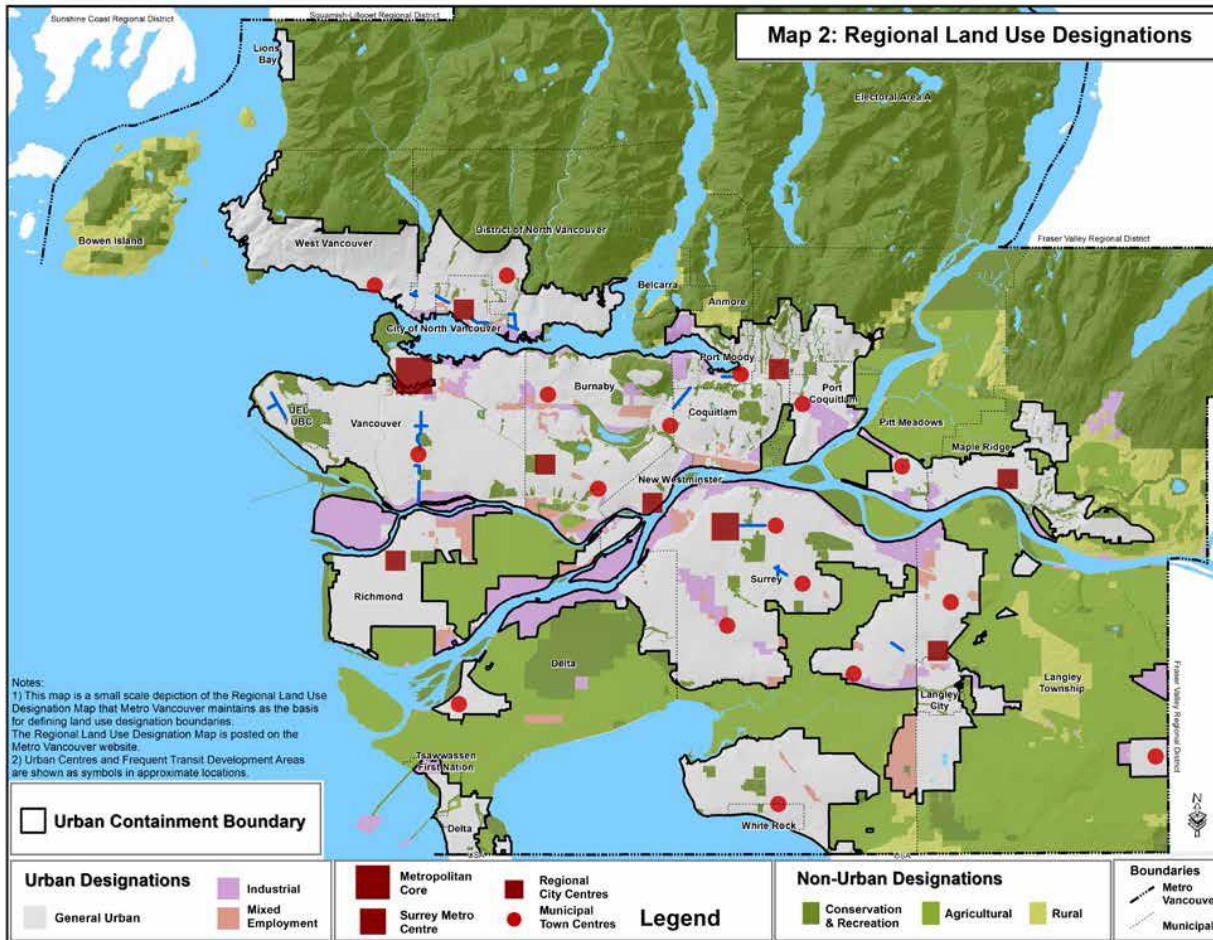 Sunshine Coast Regional District
Squamish-Lillooet Regional District
Map 2: Regional Land Use Designations
Lions
Bay
Electoral Area A
Bowen Island
West Vancouver
District of North Vancouver
Fraser Valley Regional District
Belcarra
Anmore
City of North Vancouver
Port Moody
Burnaby
Port
Coquitlam
UEL
UBC
Vancouver
Coquitlam
Pitt Meadows
Maple Ridge
New Westminster
Surrey
Richmond
Delta
Langley
Township
Langley
City
Fraser Valley Regional District
Notes:
1) This map is a small scale depiction of the Regional Land Use
Designation Map that Metro Vancouver maintains as the basis
for defining land use designation boundaries.
The Regional Land Use Designation Map is posted on the
Metro Vancouver website.
2) Urban Centres and Frequent Transit Development Areas
are shown as symbols in approximate locations.
Tsawwassen
First Nation
Delta
White Rock
N
USA
USA
Urban Containment Boundary
Urban Designations
General Urban
Industrial
Mixed
Employment
Metropolitan
Core
Surrey Metro
Centre
Regional
City Centres
Municipal
Town Centres
Legend
Non-Urban Designations
Conservation
& Recreation
Agricultural
Rural
Boundaries
Metro
Vancouver
Municipal